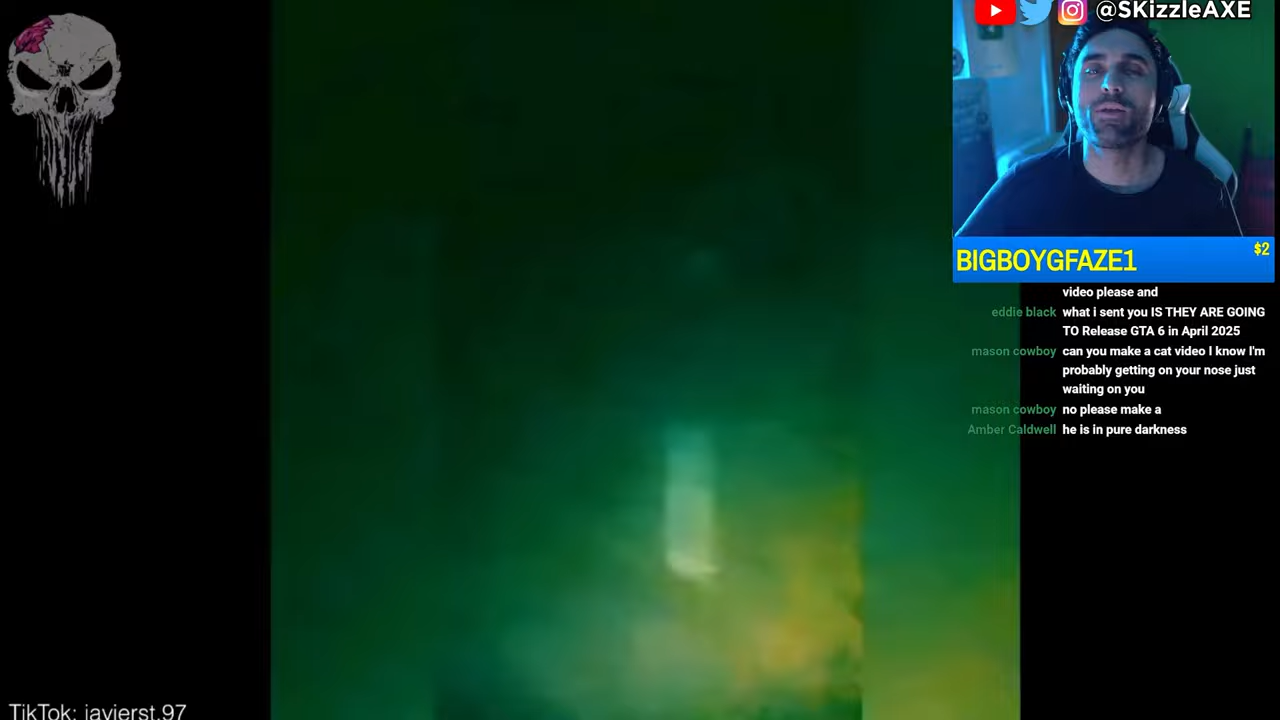 @SKizzleAXE
$2
BIGBOYGFAZE1
video please and
eddie black what i sent you IS THEY ARE GOING
TO Release GTA 6 in April 2025
mason cowboy can you make a cat video I know I'm
probably getting on your nose just
waiting on you
mason cowboy no please make a
Amber Caldwell he is in pure darkness
TikTok: javierst.97